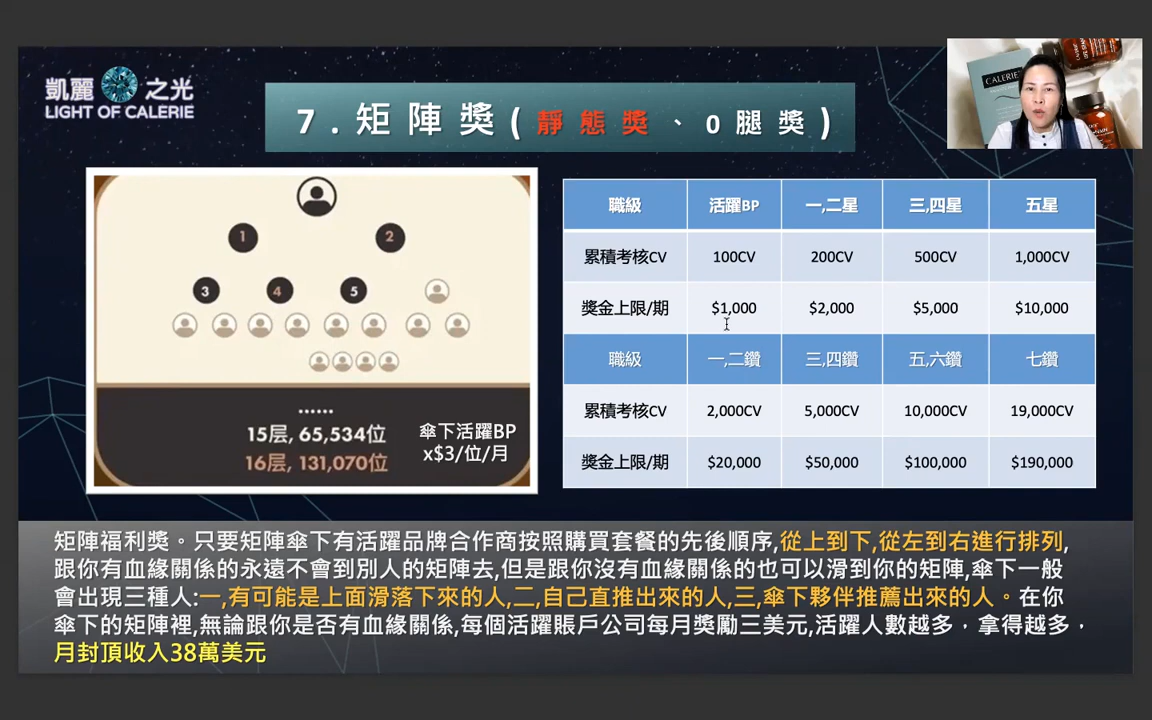 凱麗之光
LIGHT OF CALERIE
7.矩陣獎(靜態獎、0腿獎)
CALERIE
1
2
3
4
5
......
15层, 65,534位
16层, 131,070位
傘下活躍BP
x$3/位/月
職級 活躍BP 一,二星 三,四星 五星
累積考核CV 100CV 200CV 500CV 1,000CV
獎金上限/期 $1,000 $2,000 $5,000 $10,000
職級 一,二鑽 三,四鑽 五,六鑽 七鑽
累積考核CV 2,000CV 5,000CV 10,000CV 19,000CV
獎金上限/期 $20,000 $50,000 $100,000 $190,000
矩陣福利獎。只要矩陣傘下有活躍品牌合作商按照購買套餐的先後順序,從上到下,從左到右進行排列,
跟你有血緣關係的永遠不會到別人的矩陣去,但是跟你沒有血緣關係的也可以滑到你的矩陣,傘下一般
會出現三種人:一,有可能是上面滑落下來的人,二,自己直推出來的人,三,傘下夥伴推薦出來的人。在你
傘下的矩陣裡,無論跟你是否有血緣關係,每個活躍賬戶公司每月獎勵三美元,活躍人數越多，拿得越多，
月封頂收入38萬美元